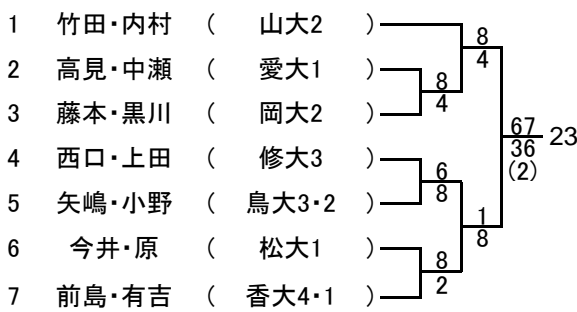 1 竹田・内村 ( 山大2 ) 8
4
2 高見・中瀬 ( 愛大1 ) 8
4
3 藤本・黒川 ( 岡大2 ) 67
36 23
(2)
4 西口・上田 ( 修大3 ) 6
8
5 矢嶋・小野 ( 鳥大3・2 ) 1
8
6 今井・原 ( 松大1 ) 8
2
7 前島・有吉 ( 香大4・1 )